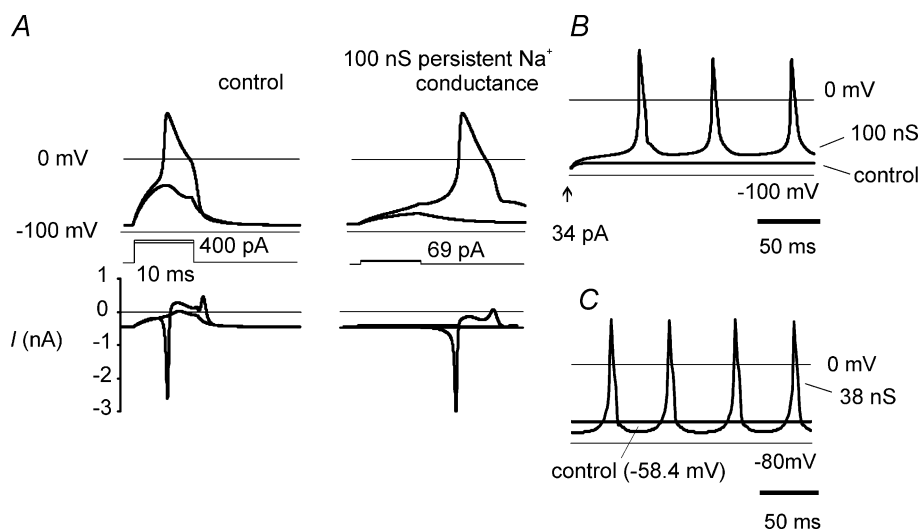 A
control
100 nS persistent Na+
conductance
0 mV
-100 mV
400 pA
10 ms
69 pA
1
0
-1
-2
-3
I (nA)
B
0 mV
100 nS
control
-100 mV
34 pA
50 ms
C
0 mV
38 nS
control (-58.4 mV)
-80mV
50 ms